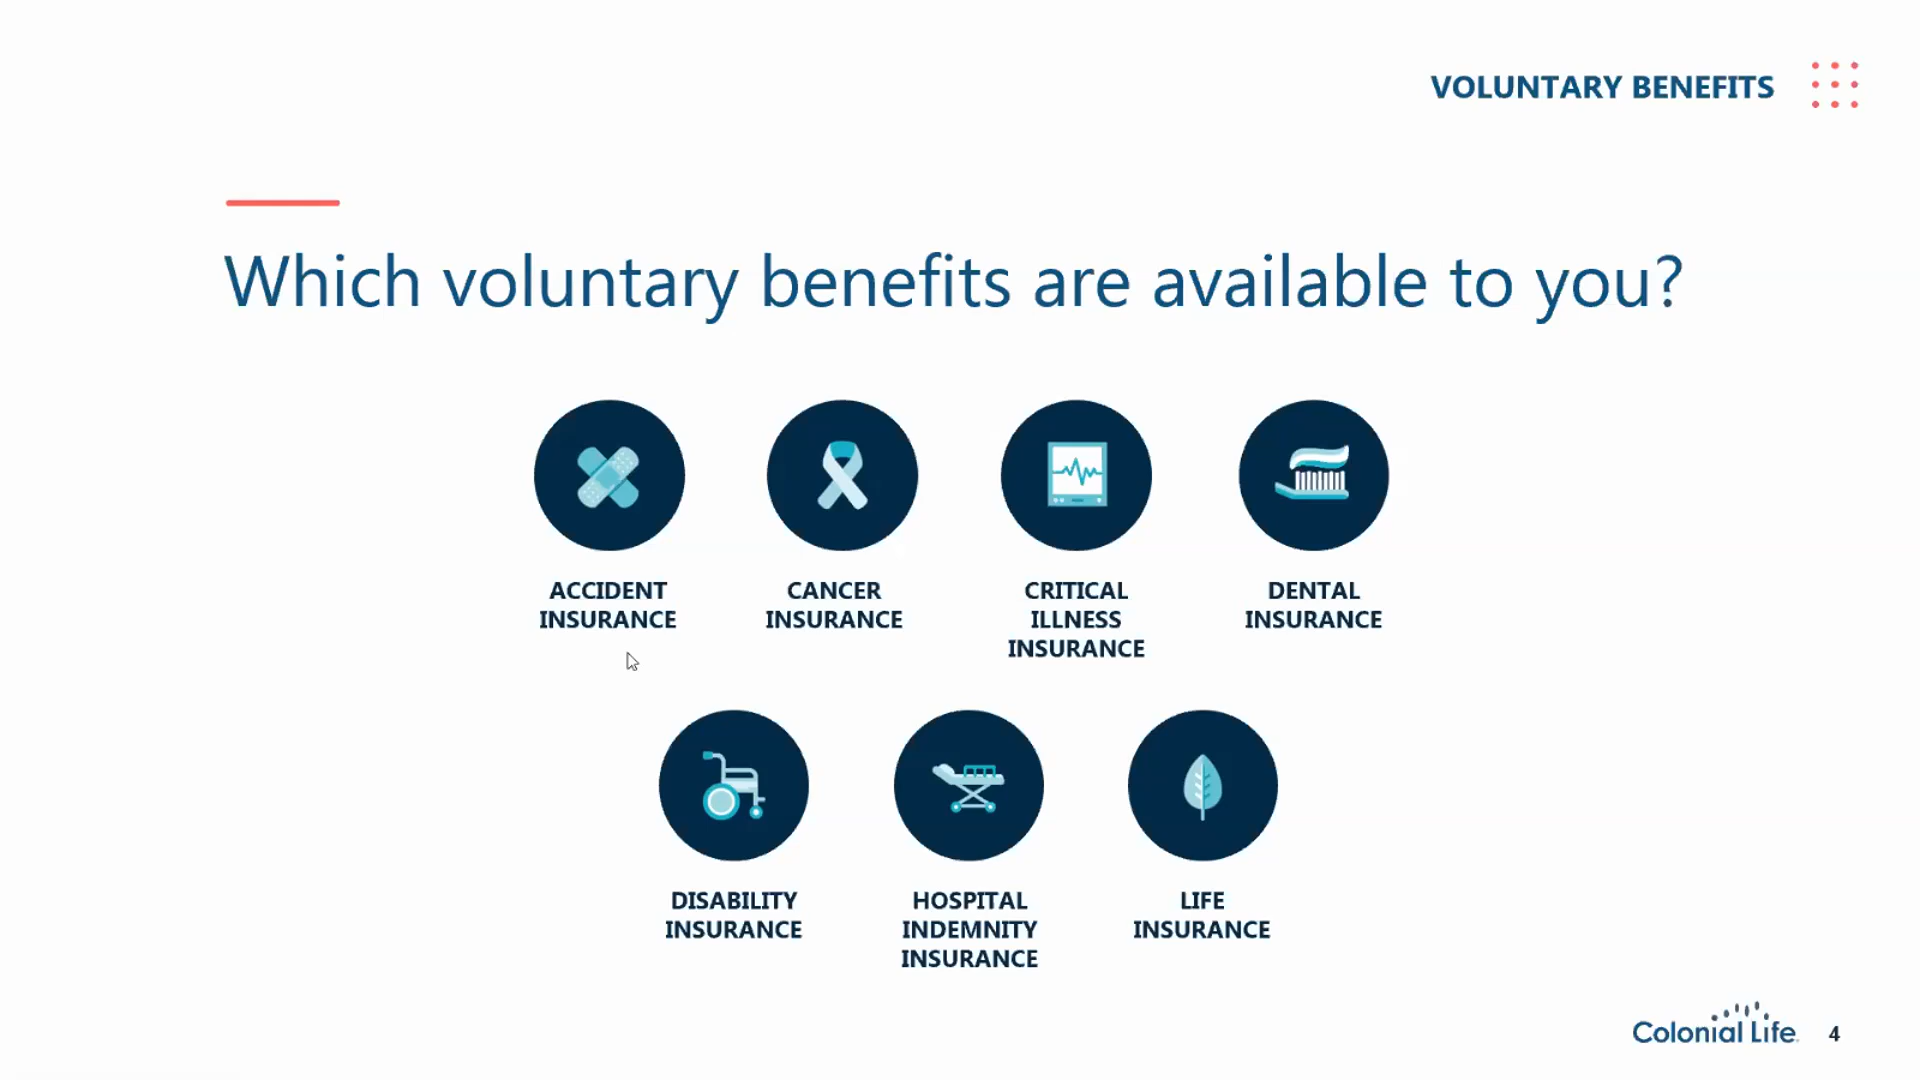 VOLUNTARY BENEFITS
Which voluntary benefits are available to you?
ACCIDENT
INSURANCE
CANCER
INSURANCE
CRITICAL
ILLNESS
INSURANCE
DENTAL
INSURANCE
DISABILITY
INSURANCE
HOSPITAL
INDEMNITY
INSURANCE
LIFE
INSURANCE
Colonial Life
4